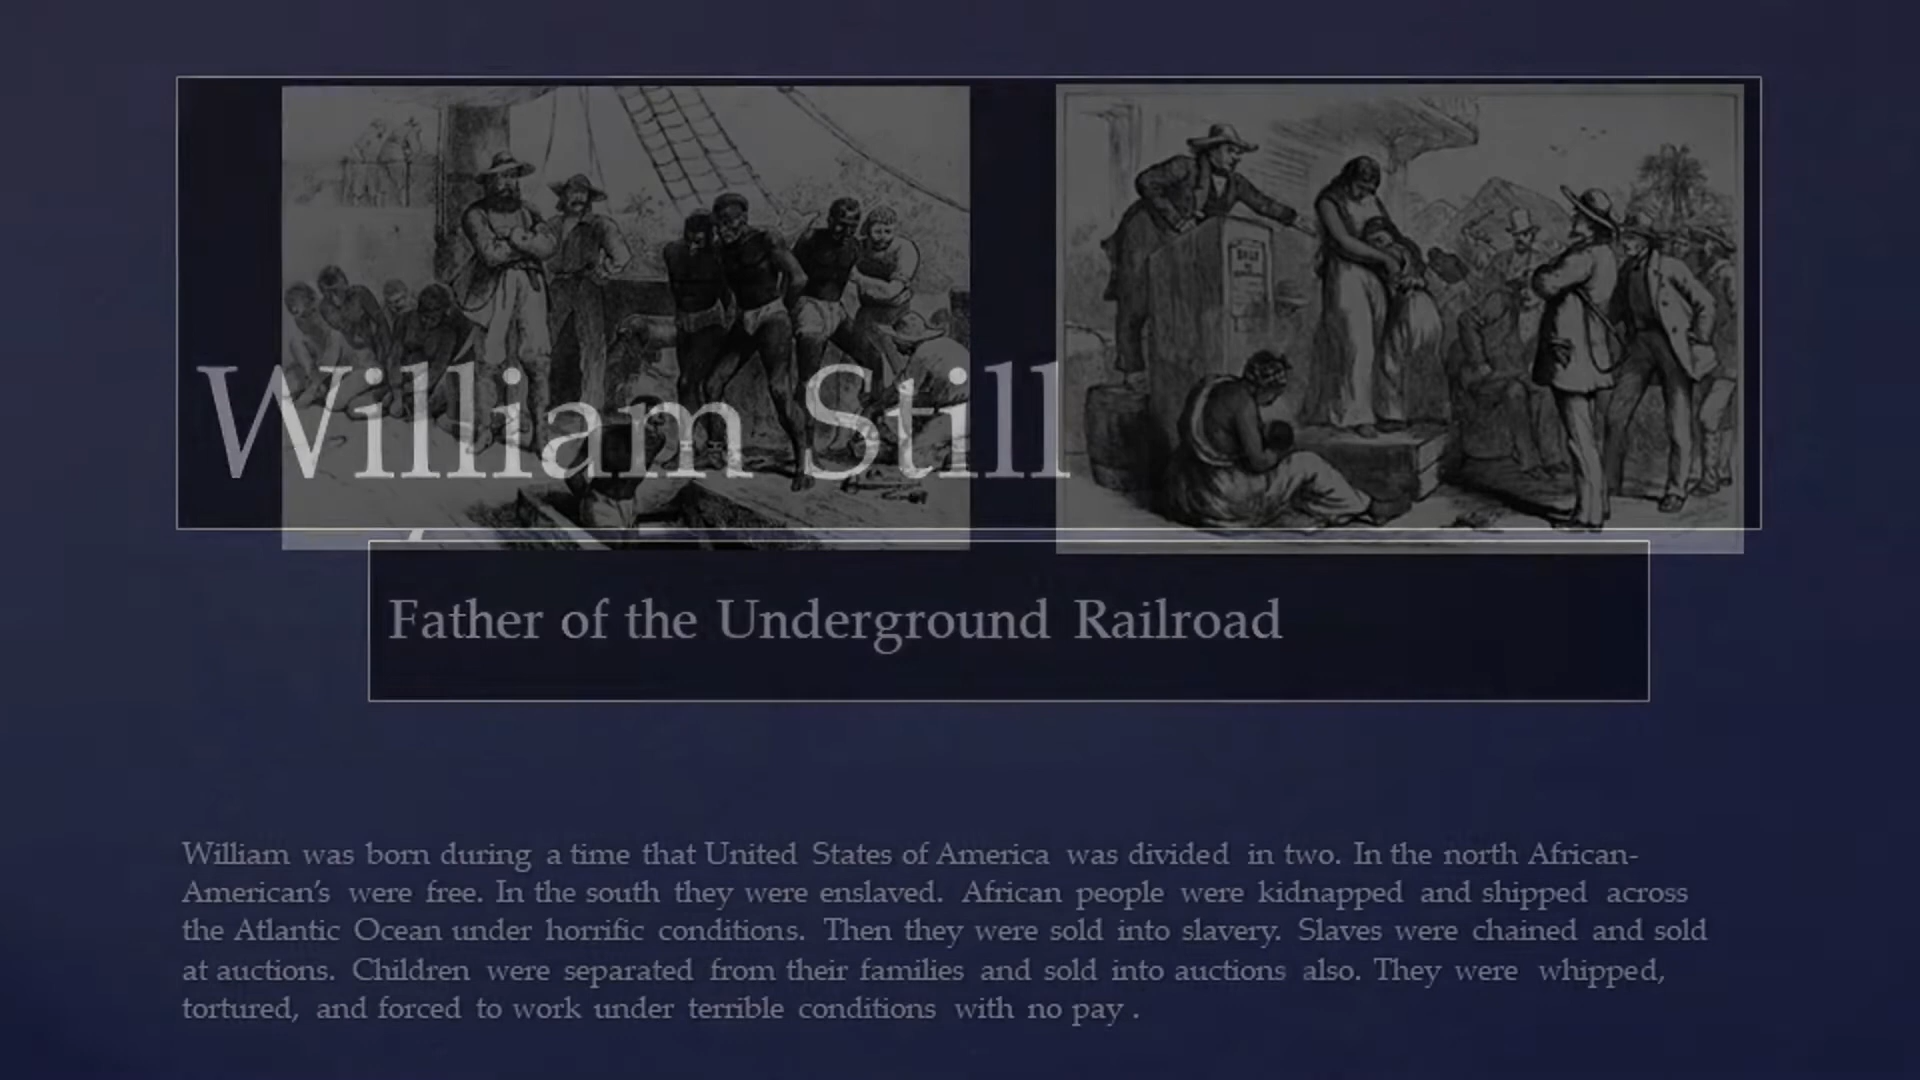 William Still
Father of the Underground Railroad
William was born during a time that United States of America was divided in two. In the north African-
American's were free. In the south they were enslaved. African people were kidnapped and shipped across
the Atlantic Ocean under horrific conditions. Then they were sold into slavery. Slaves were chained and sold
at auctions. Children were separated from their families and sold into auctions also. They were whipped,
tortured, and forced to work under terrible conditions with no pay .